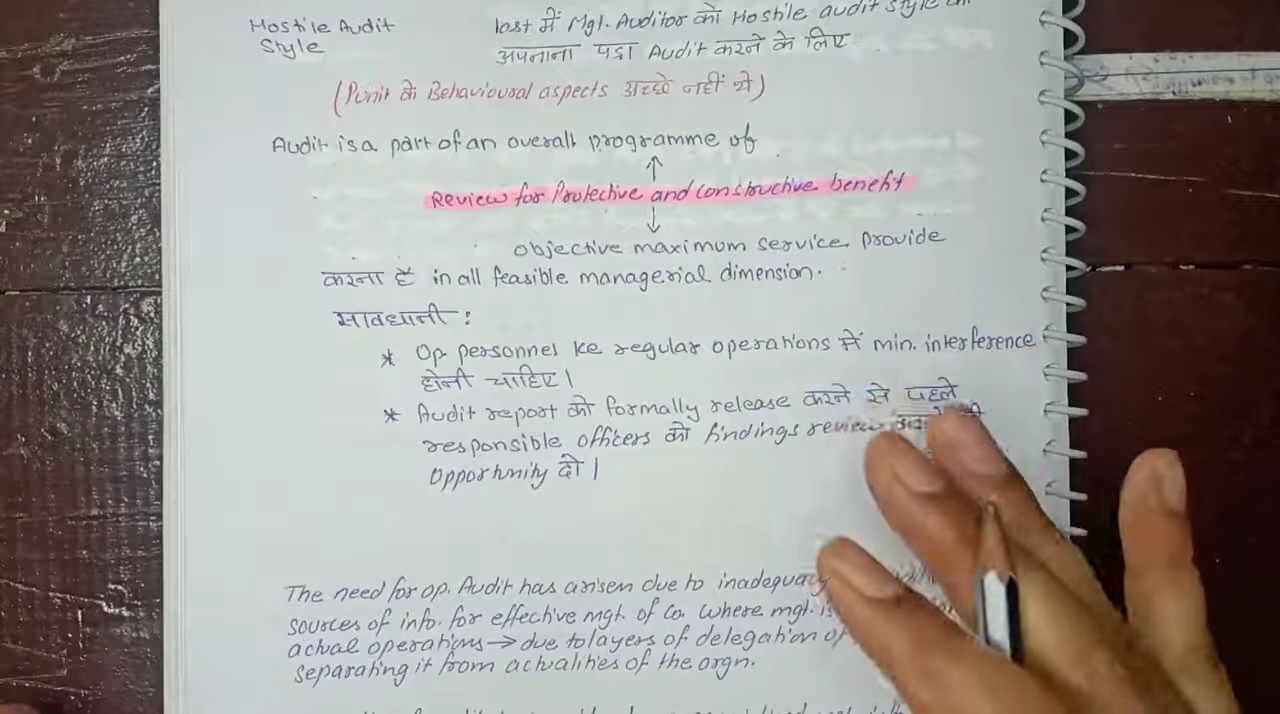 Hostile Audit
Style
last में Mgl. Auditor को Hostile audit style
अपनाना पड़ा Audit करने के लिए
(Punit के Behavioural aspects अच्छे नहीं थे)
Audit is a part of an overall programme of
Review for Protective and constructive benefit
objective maximum service provide
करना है in all feasible managerial dimension.
सावधानी :
* Op. personnel ke regular operations में min. interference
होनी चाहिए।
* Audit report को formally release करने से पहले
responsible officers को findings review
opportunity दो।
The need for op. Audit has arisen due to inadequacy
sources of info. for effective mgt. of co. where mgl. is
actual operations → due to layers of delegation of
separating it from actualities of the orgn.